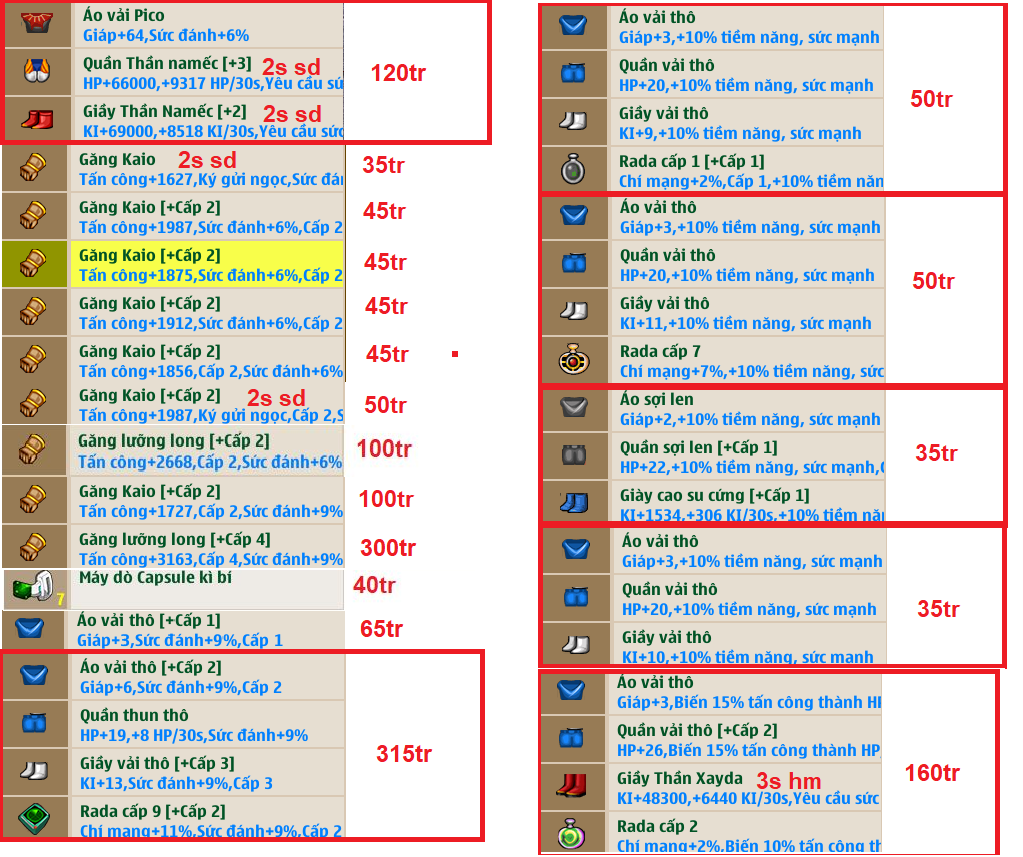 Áo vải Pico
Giáp+64,Sức đánh+6%
Quần Thần namếc [+3] 2s sd
HP+66000,+9317 HP/30s,Yêu cầu sứ
120tr
Giầy Thần Namếc [+2] 2s sd
KI+69000,+8518 KI/30s,Yêu cầu sức
Găng Kaio 2s sd
Tấn công+1627,Ký gửi ngọc,Sức đán
35tr
Găng Kaio [+Cấp 2]
Tấn công+1987,Sức đánh+6%,Cấp 2
45tr
Găng Kaio [+Cấp 2]
Tấn công+1875,Sức đánh+6%,Cấp 2
45tr
Găng Kaio [+Cấp 2]
Tấn công+1912,Sức đánh+6%,Cấp 2
45tr
Găng Kaio [+Cấp 2]
Tấn công+1856,Cấp 2,Sức đánh+6%
45tr
Găng Kaio [+Cấp 2] 2s sd
Tấn công+1987,Ký gửi ngọc,Cấp 2,S
50tr
Găng lưỡng long [+Cấp 2]
Tấn công+2668,Cấp 2,Sức đánh+6%
100tr
Găng Kaio [+Cấp 2]
Tấn công+1727,Cấp 2,Sức đánh+9%
100tr
Găng lưỡng long [+Cấp 4]
Tấn công+3163,Cấp 4,Sức đánh+9%
300tr
Máy dò Capsule kì bí
7
40tr
Áo vải thô [+Cấp 1]
Giáp+3,Sức đánh+9%,Cấp 1
65tr
Áo vải thô [+Cấp 2]
Giáp+6,Sức đánh+9%,Cấp 2
Quần thun thô
HP+19,+8 HP/30s,Sức đánh+9%
315tr
Giầy vải thô [+Cấp 3]
KI+13,Sức đánh+9%,Cấp 3
Rada cấp 9 [+Cấp 2]
Chí mạng+11%,Sức đánh+9%,Cấp 2
Áo vải thô
Giáp+3,+10% tiềm năng, sức mạnh
Quần vải thô
HP+20,+10% tiềm năng, sức mạnh
50tr
Giầy vải thô
KI+9,+10% tiềm năng, sức mạnh
Rada cấp 1 [+Cấp 1]
Chí mạng+2%,Cấp 1,+10% tiềm năn
Áo vải thô
Giáp+3,+10% tiềm năng, sức mạnh
Quần vải thô
HP+20,+10% tiềm năng, sức mạnh
50tr
Giầy vải thô
KI+11,+10% tiềm năng, sức mạnh
Rada cấp 7
Chí mạng+7%,+10% tiềm năng, sức
Áo sợi len
Giáp+2,+10% tiềm năng, sức mạnh
Quần sợi len [+Cấp 1]
HP+22,+10% tiềm năng, sức mạnh,C
35tr
Giày cao su cứng [+Cấp 1]
KI+1534,+306 KI/30s,+10% tiềm năn
Áo vải thô
Giáp+3,+10% tiềm năng, sức mạnh
Quần vải thô
HP+20,+10% tiềm năng, sức mạnh
35tr
Giầy vải thô
KI+10,+10% tiềm năng, sức mạnh
Áo vải thô
Giáp+3,Biến 15% tấn công thành HP
Quần vải thô [+Cấp 2]
HP+26,Biến 15% tấn công thành HP,
160tr
Giầy Thần Xayda 3s hm
KI+48300,+6440 KI/30s,Yêu cầu sức
Rada cấp 2
Chí mạng+2%,Biến 10% tấn công th